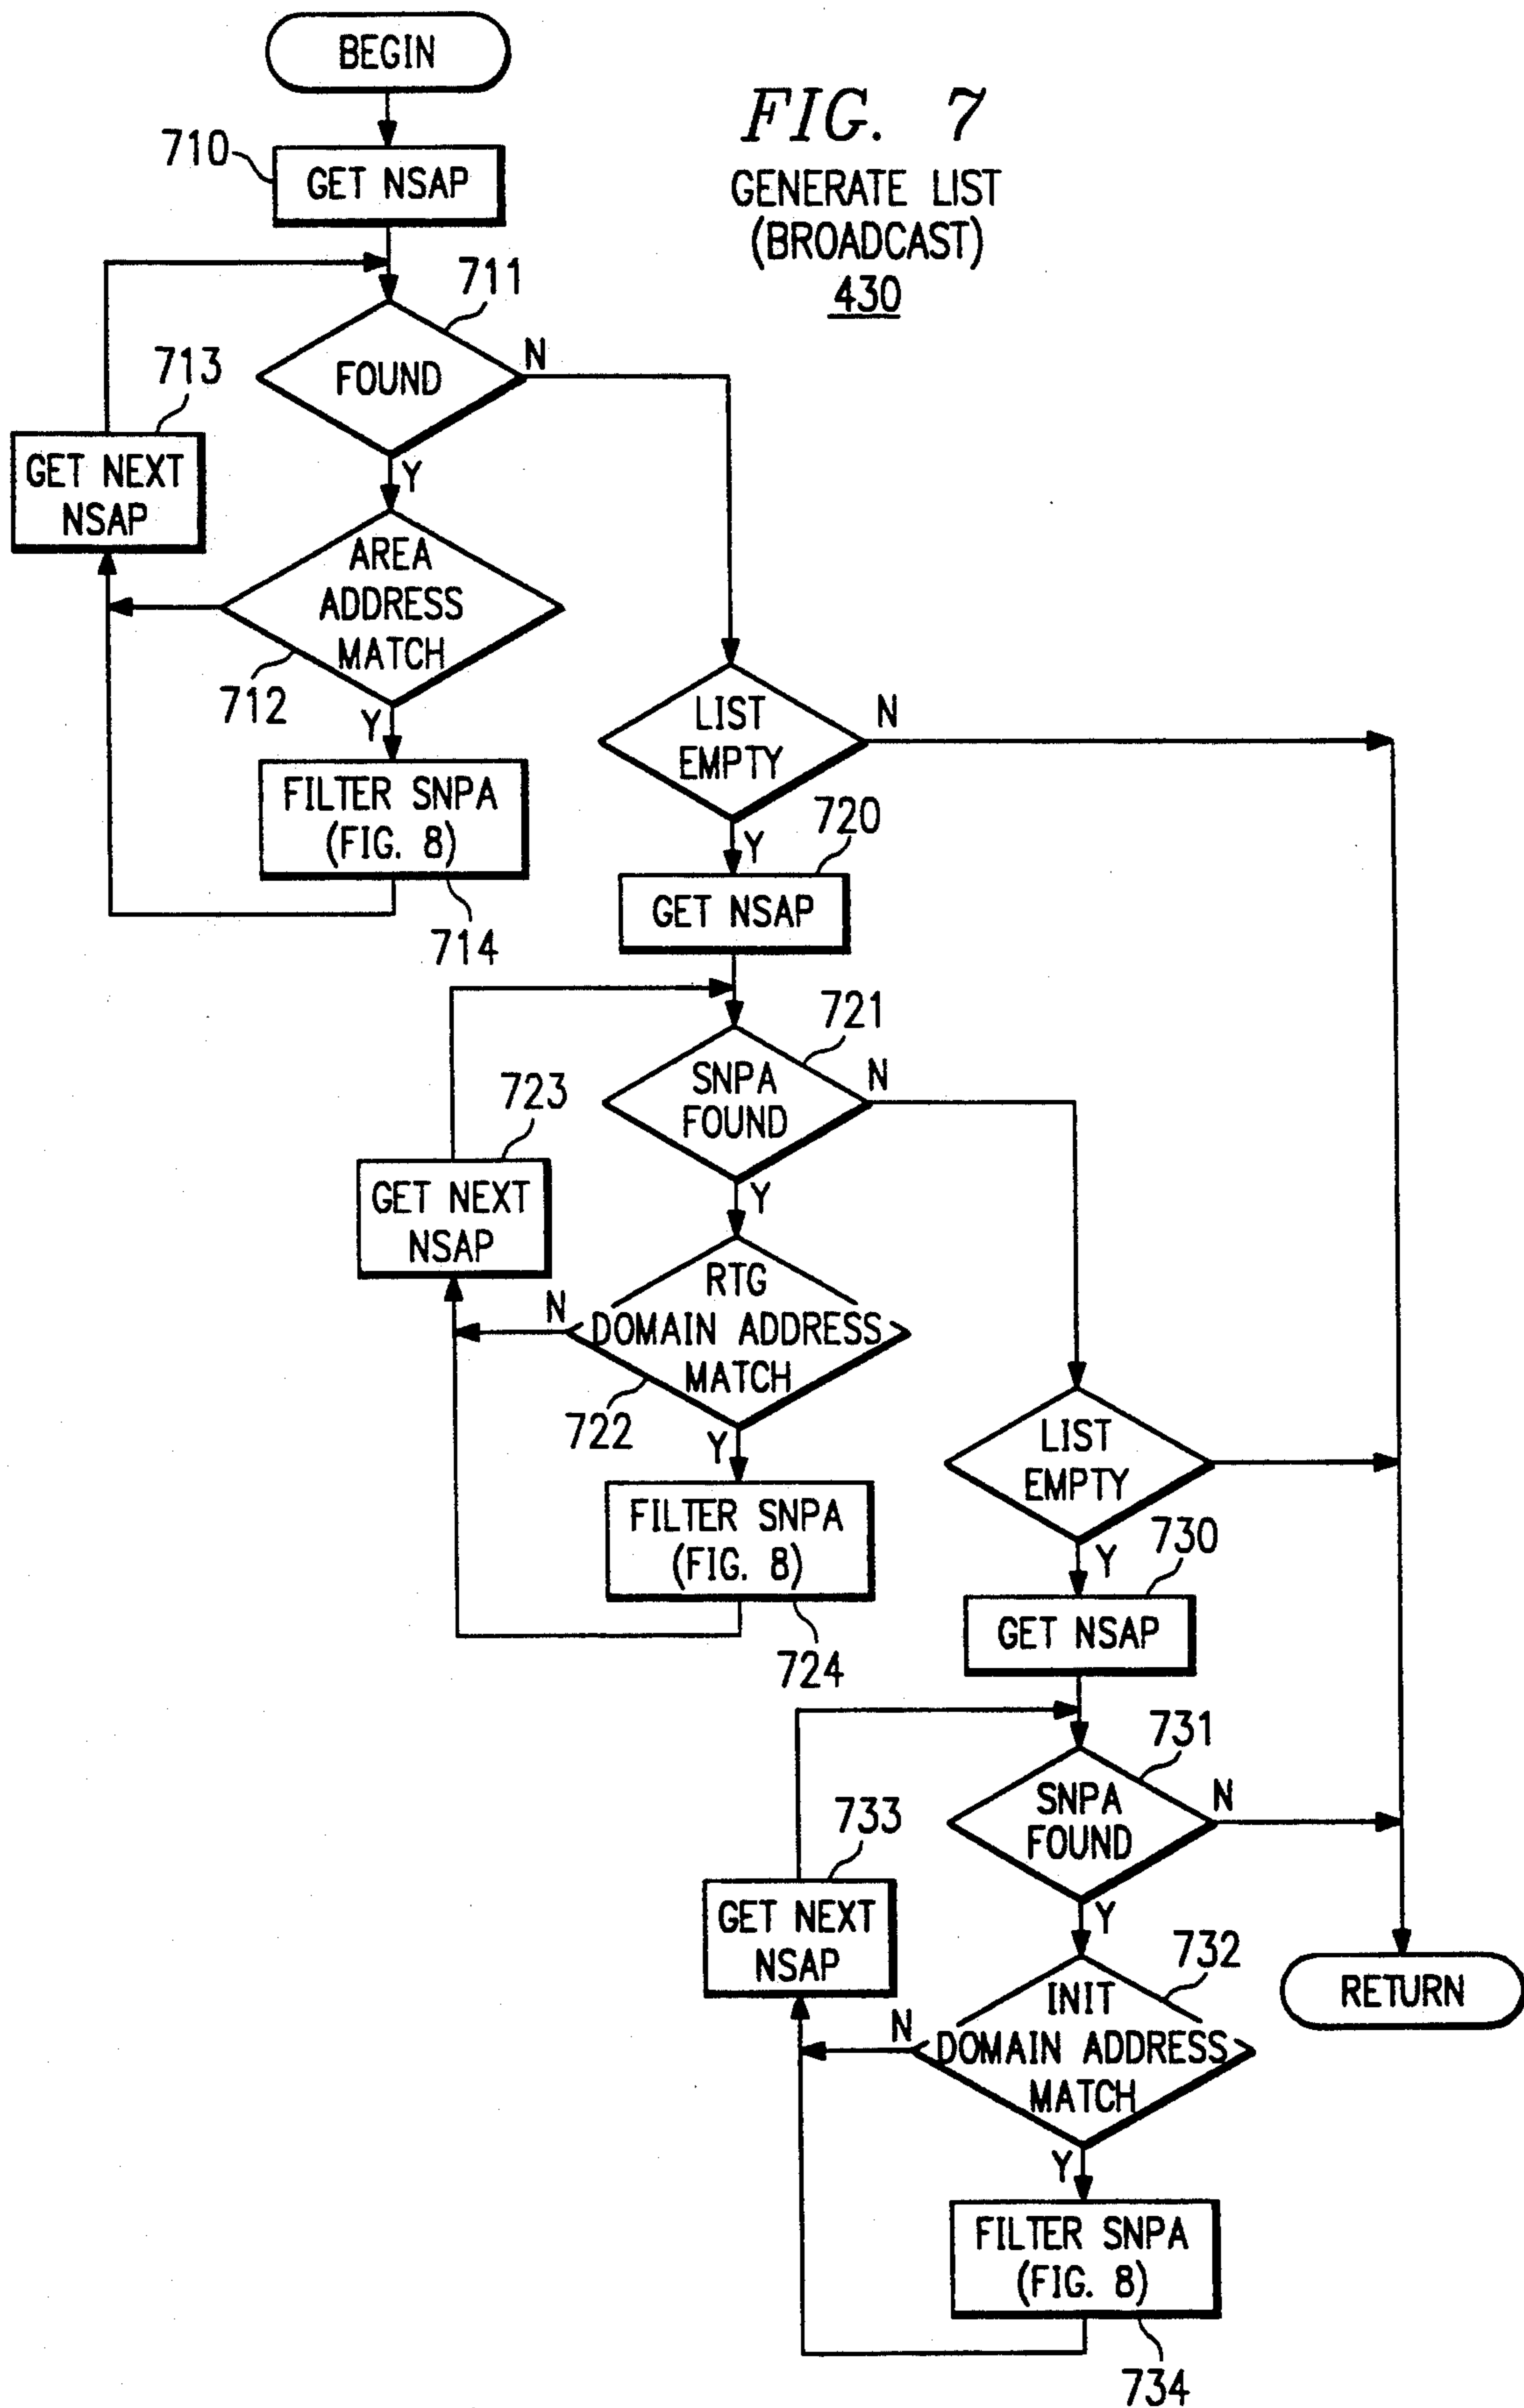 BEGIN
FIG. 7
GENERATE LIST
(BROADCAST)
430
710
GET NSAP
711
FOUND
N
Y
713
GET NEXT
NSAP
AREA
ADDRESS
MATCH
712
Y
FILTER SNPA
(FIG. 8)
714
LIST
EMPTY
N
Y
720
GET NSAP
721
SNPA
FOUND
N
Y
723
GET NEXT
NSAP
RTG
DOMAIN ADDRESS
MATCH
N
722
Y
FILTER SNPA
(FIG. 8)
724
LIST
EMPTY
Y
730
GET NSAP
731
SNPA
FOUND
N
Y
733
GET NEXT
NSAP
732
INIT
DOMAIN ADDRESS
MATCH
N
Y
FILTER SNPA
(FIG. 8)
734
RETURN